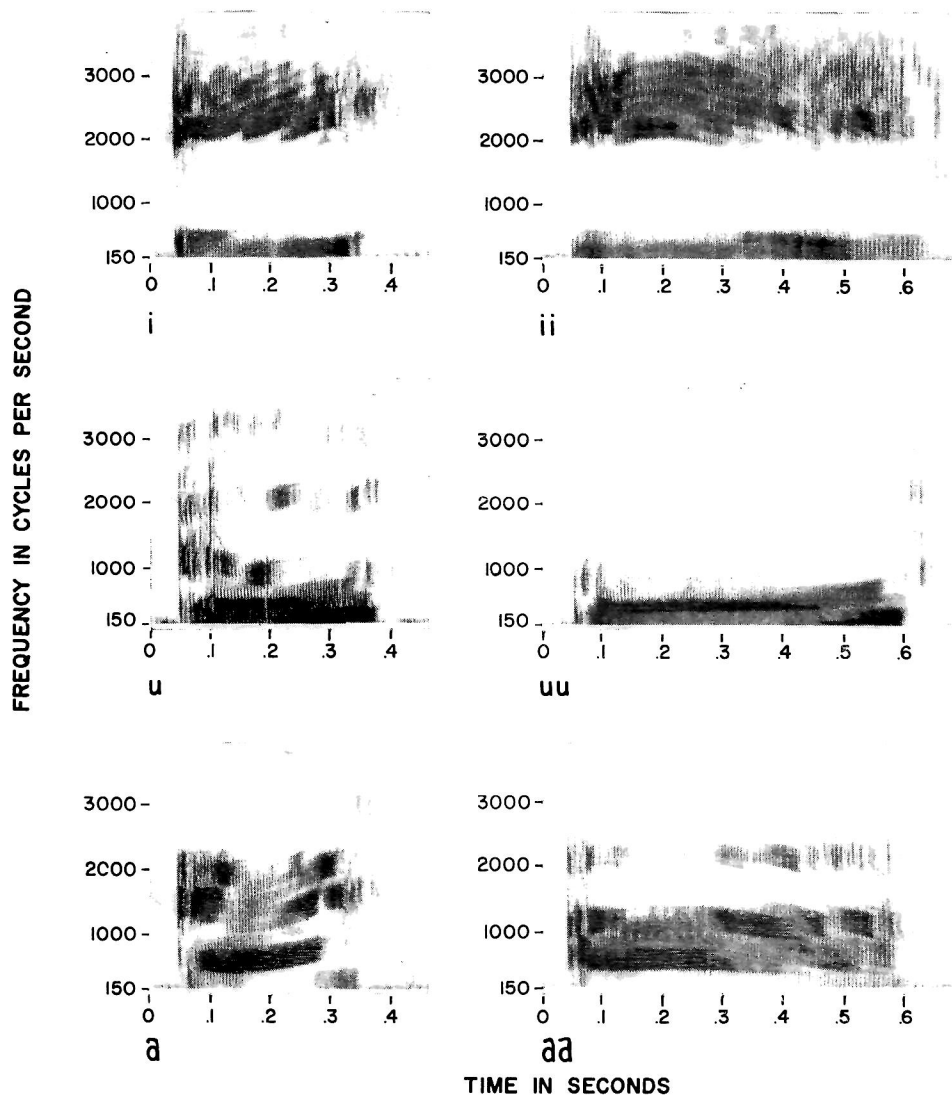 FREQUENCY IN CYCLES PER SECOND
3000
2000
1000
150
0 .1 .2 .3 .4
i
3000
2000
1000
150
0 .1 .2 .3 .4 .5 .6
ii
3000
2000
1000
150
0 .1 .2 .3 .4
u
3000
2000
1000
150
0 .1 .2 .3 .4 .5 .6
uu
3000
2000
1000
150
0 .1 .2 .3 .4
a
3000
2000
1000
150
0 .1 .2 .3 .4 .5 .6
aa
TIME IN SECONDS